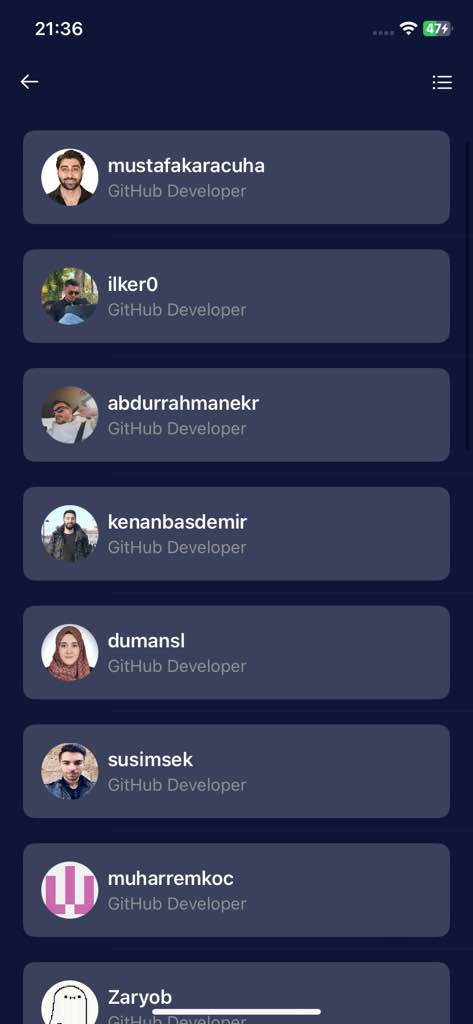 21:36
47
mustafakaracuha
GitHub Developer
ilker0
GitHub Developer
abdurrahmanekr
GitHub Developer
kenanbasdemir
GitHub Developer
dumansl
GitHub Developer
susimsek
GitHub Developer
muharremkoc
GitHub Developer
Zaryob
GitHub Developer